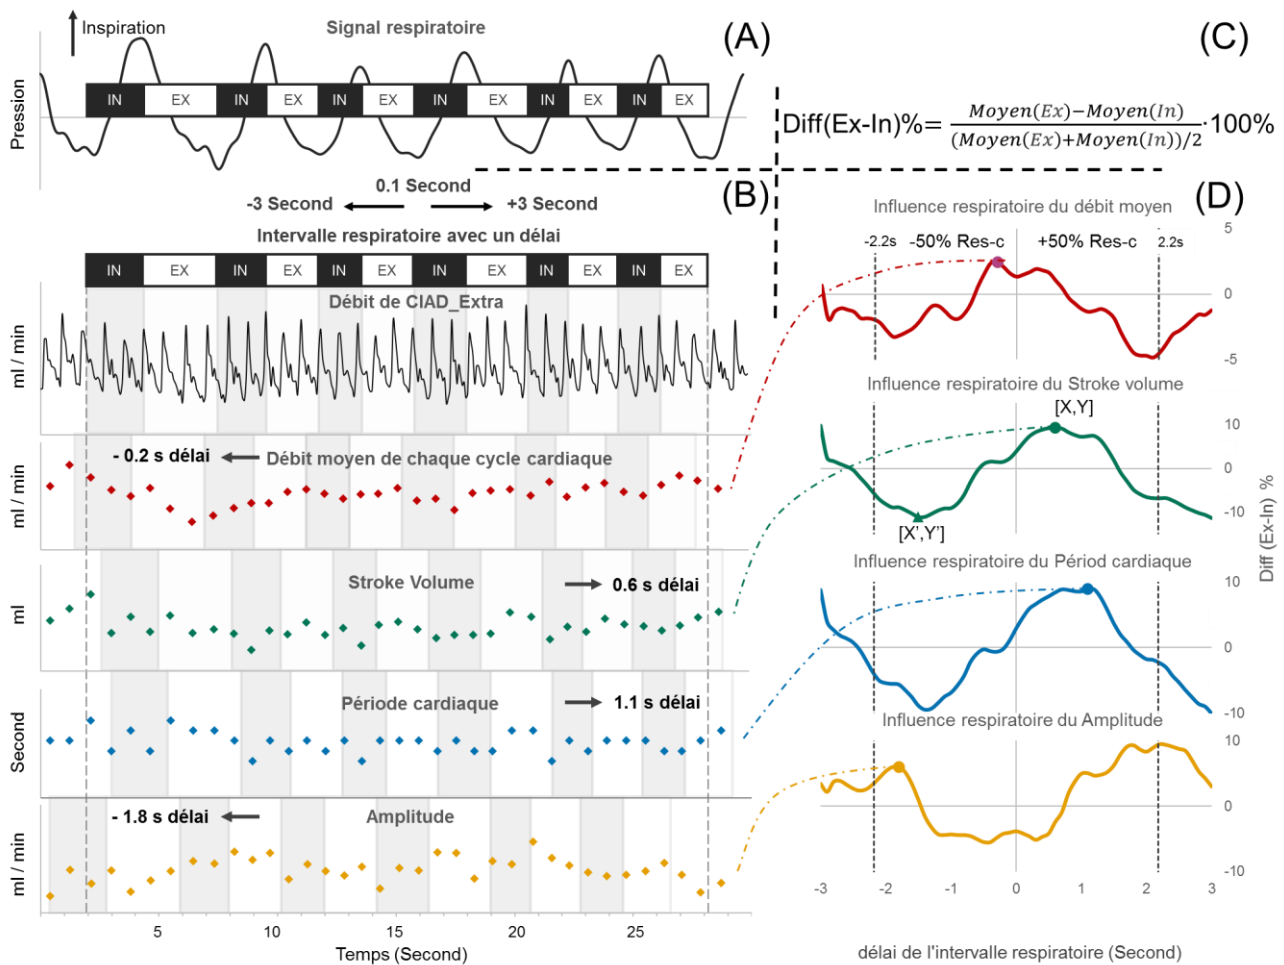 Inspiration
Signal respiratoire
(A)
Pression
IN EX IN EX IN EX IN EX IN EX IN EX
0.1 Second
-3 Second
+3 Second
(B)
Intervalle respiratoire avec un délai
IN EX IN EX IN EX IN EX IN EX IN EX
Débit de CIAD_Extra
ml / min
- 0.2 s délai
Débit moyen de chaque cycle cardiaque
ml / min
Stroke Volume
0.6 s délai
ml
Période cardiaque
1.1 s délai
Second
- 1.8 s délai
Amplitude
ml / min
5 10 15 20 25
Temps (Second)
(C)
Diff(Ex-In)%= Moyen(Ex)−Moyen(In) / (Moyen(Ex)+Moyen(In))/2 ·100%
(D)
Influence respiratoire du débit moyen
-2.2s -50% Res-c +50% Res-c 2.2s
5
0
-5
Influence respiratoire du Stroke volume
[X,Y]
[X',Y']
10
0
-10
Influence respiratoire du Périod cardiaque
10
0
-10
Influence respiratoire du Amplitude
10
0
-10
Diff (Ex-In) %
-3 -2 -1 0 1 2 3
délai de l'intervalle respiratoire (Second)